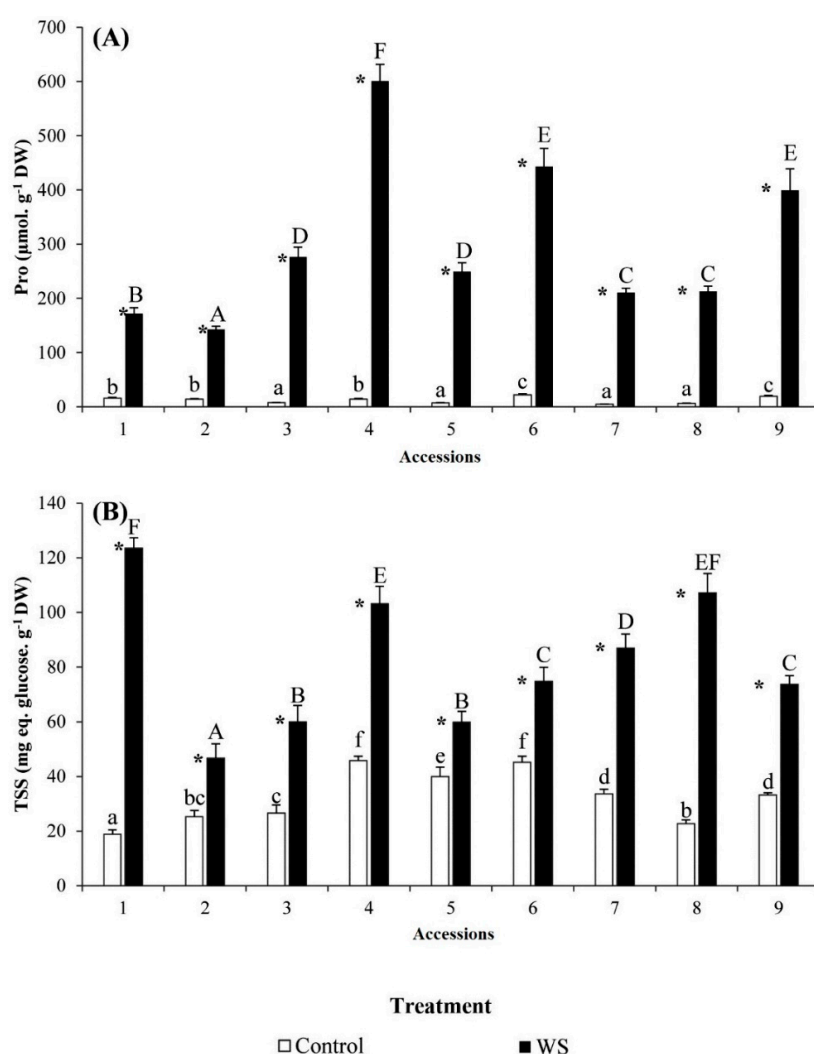 (A)
Pro (µmol. g⁻¹ DW)
700
600
500
400
300
200
100
0
* B
* A
* D
* F
* D
* E
* C
* C
* E
b b a b a c a a c
1 2 3 4 5 6 7 8 9
Accessions
(B)
TSS (mg eq. glucose. g⁻¹ DW)
140
120
100
80
60
40
20
0
* F
* A
* B
* E
* B
* C
* D
* EF
* C
a bc c f e f d b d
1 2 3 4 5 6 7 8 9
Accessions
Treatment
Control WS